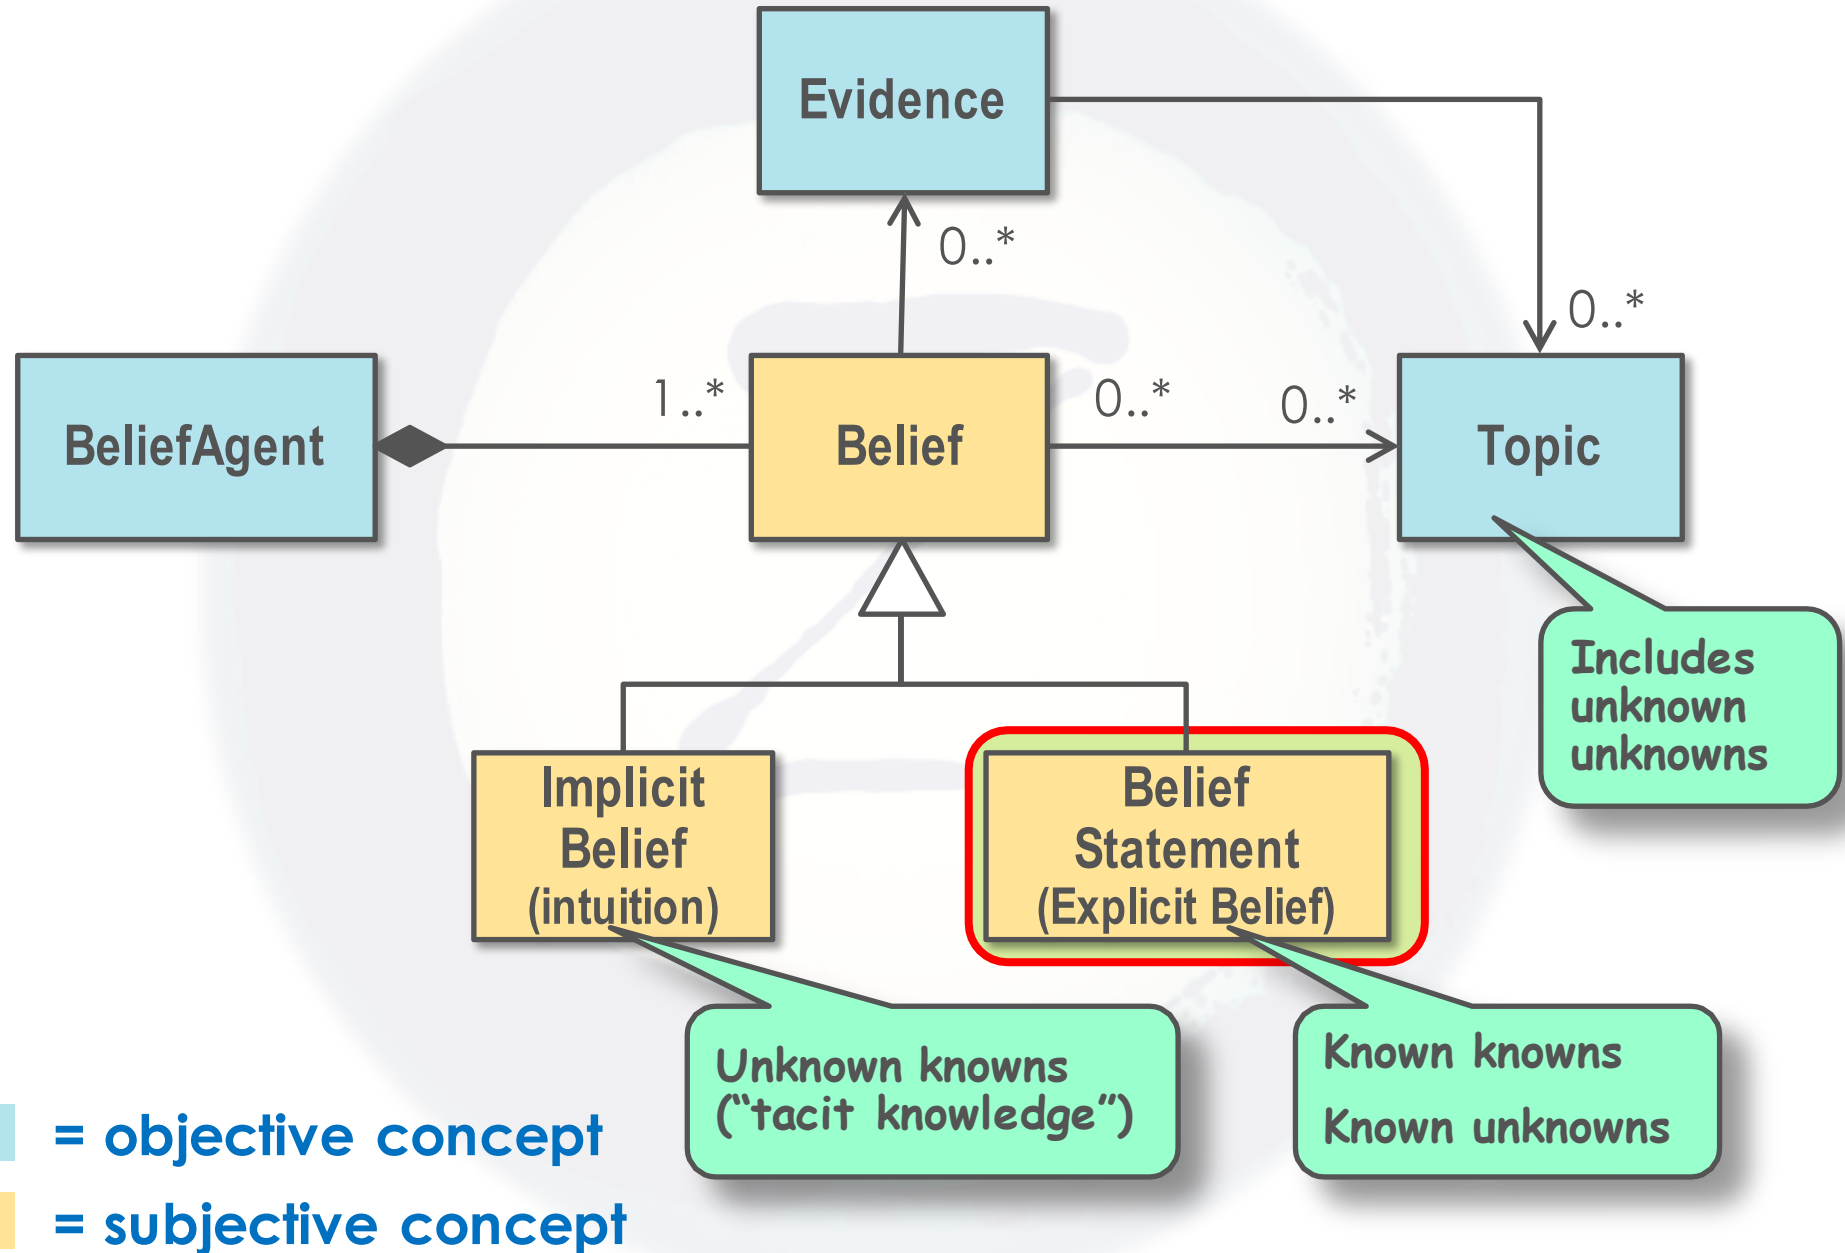 Evidence
0..*
0..*
BeliefAgent
1..*
Belief
0..*
0..*
Topic
Includes
unknown
unknowns
Implicit
Belief
(intuition)
Belief
Statement
(Explicit Belief)
Unknown knowns
(“tacit knowledge”)
Known knowns
Known unknowns
= objective concept
= subjective concept